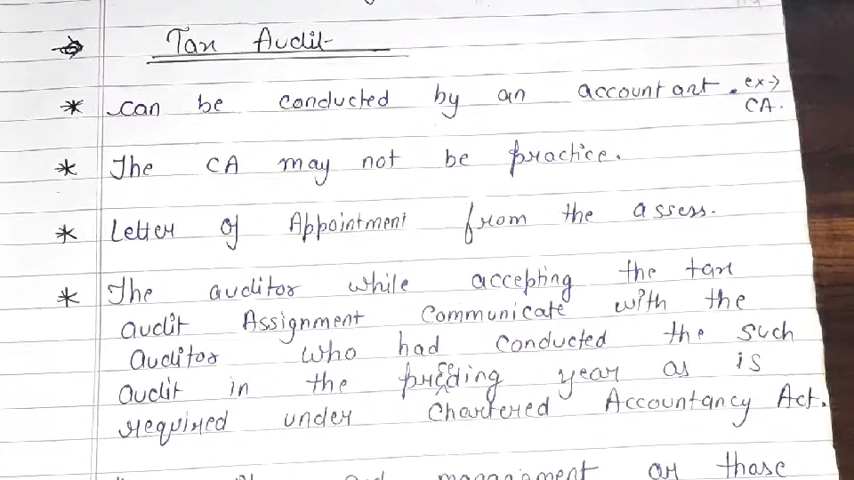 Tax Audit
* can be conducted by an accountant. ex→ CA.
* The CA may not be practice.
* Letter of Appointment from the assess.
* The auditor while accepting the tax
audit Assignment Communicate with the
Auditor who had conducted the such
audit in the preceding year as is
required under Chartered Accountancy Act.
management or those